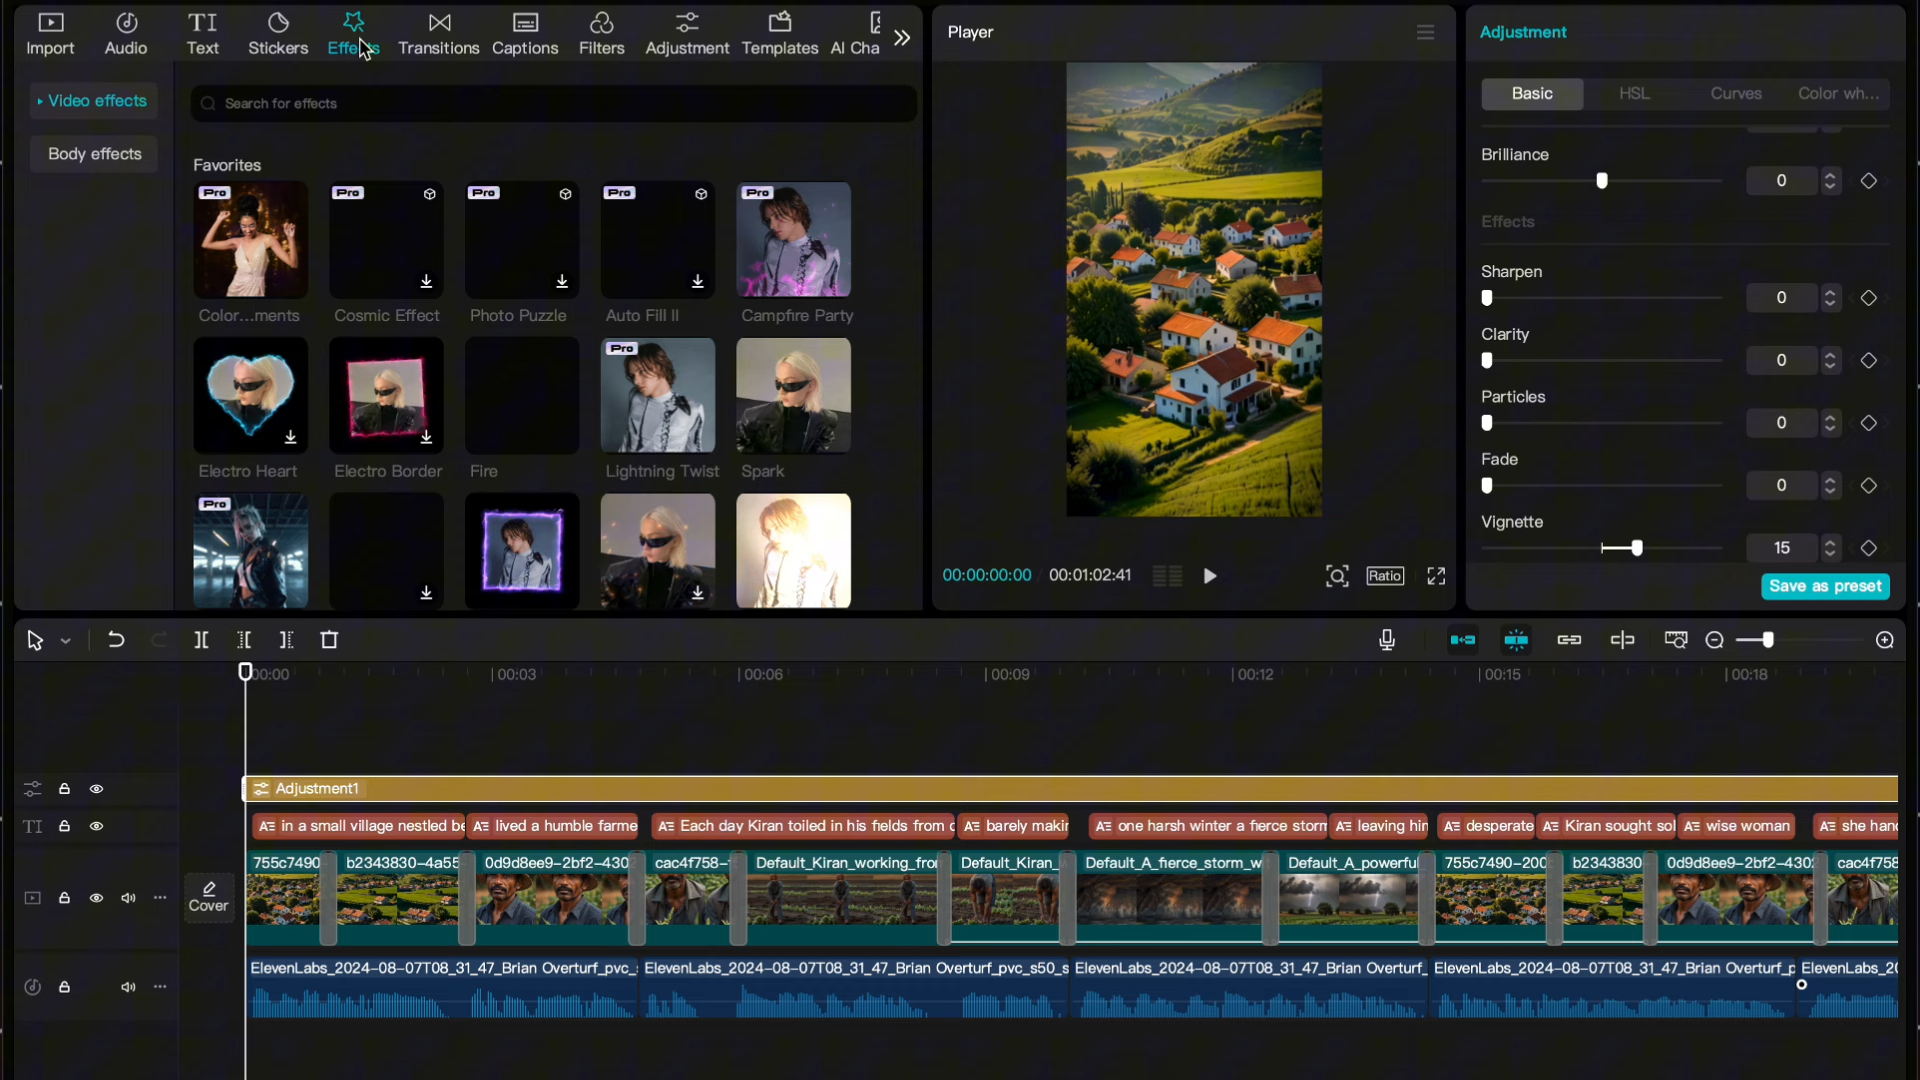 Import
Audio
Text
Stickers
Effects
Transitions
Captions
Filters
Adjustment
Templates
AI Cha
Video effects
Body effects
Search for effects
Favorites
Pro
Pro
Pro
Pro
Pro
Color...ments
Cosmic Effect
Photo Puzzle
Auto Fill II
Campfire Party
Pro
Electro Heart
Electro Border
Fire
Lightning Twist
Spark
Pro
Player
00:00:00:00 / 00:01:02:41
Ratio
Adjustment
Basic
HSL
Curves
Color wh...
Brilliance
0
Effects
Sharpen
0
Clarity
0
Particles
0
Fade
0
Vignette
15
Save as preset
00:00
00:03
00:06
00:09
00:12
00:15
00:18
Adjustment1
in a small village nestled be
lived a humble farme
Each day Kiran toiled in his fields from
barely makin
one harsh winter a fierce storm
leaving hin
desperate
Kiran sought sol
wise woman
she hand
Cover
755c7490
b2343830-4a55
0d9d8ee9-2bf2-4302
cac4f758-
Default_Kiran_working_from
Default_Kiran_
Default_A_fierce_storm_w
Default_A_powerfu
755c7490-200
b2343830-
0d9d8ee9-2bf2-4302
cac4f758
ElevenLabs_2024-08-07T08_31_47_Brian Overturf_pvc_
ElevenLabs_2024-08-07T08_31_47_Brian Overturf_pvc_s50_s
ElevenLabs_2024-08-07T08_31_47_Brian Overturf_
ElevenLabs_2024-08-07T08_31_47_Brian Overturf_p
ElevenLabs_20